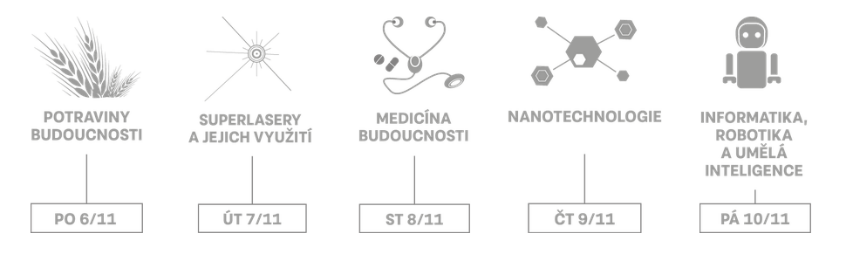 POTRAVINY
BUDOUCNOSTI
PO 6/11
SUPERLASERY
A JEJICH VYUŽITÍ
ÚT 7/11
MEDICÍNA
BUDOUCNOSTI
ST 8/11
NANOTECHNOLOGIE
ČT 9/11
INFORMATIKA,
ROBOTIKA
A UMĚLÁ
INTELIGENCE
PÁ 10/11